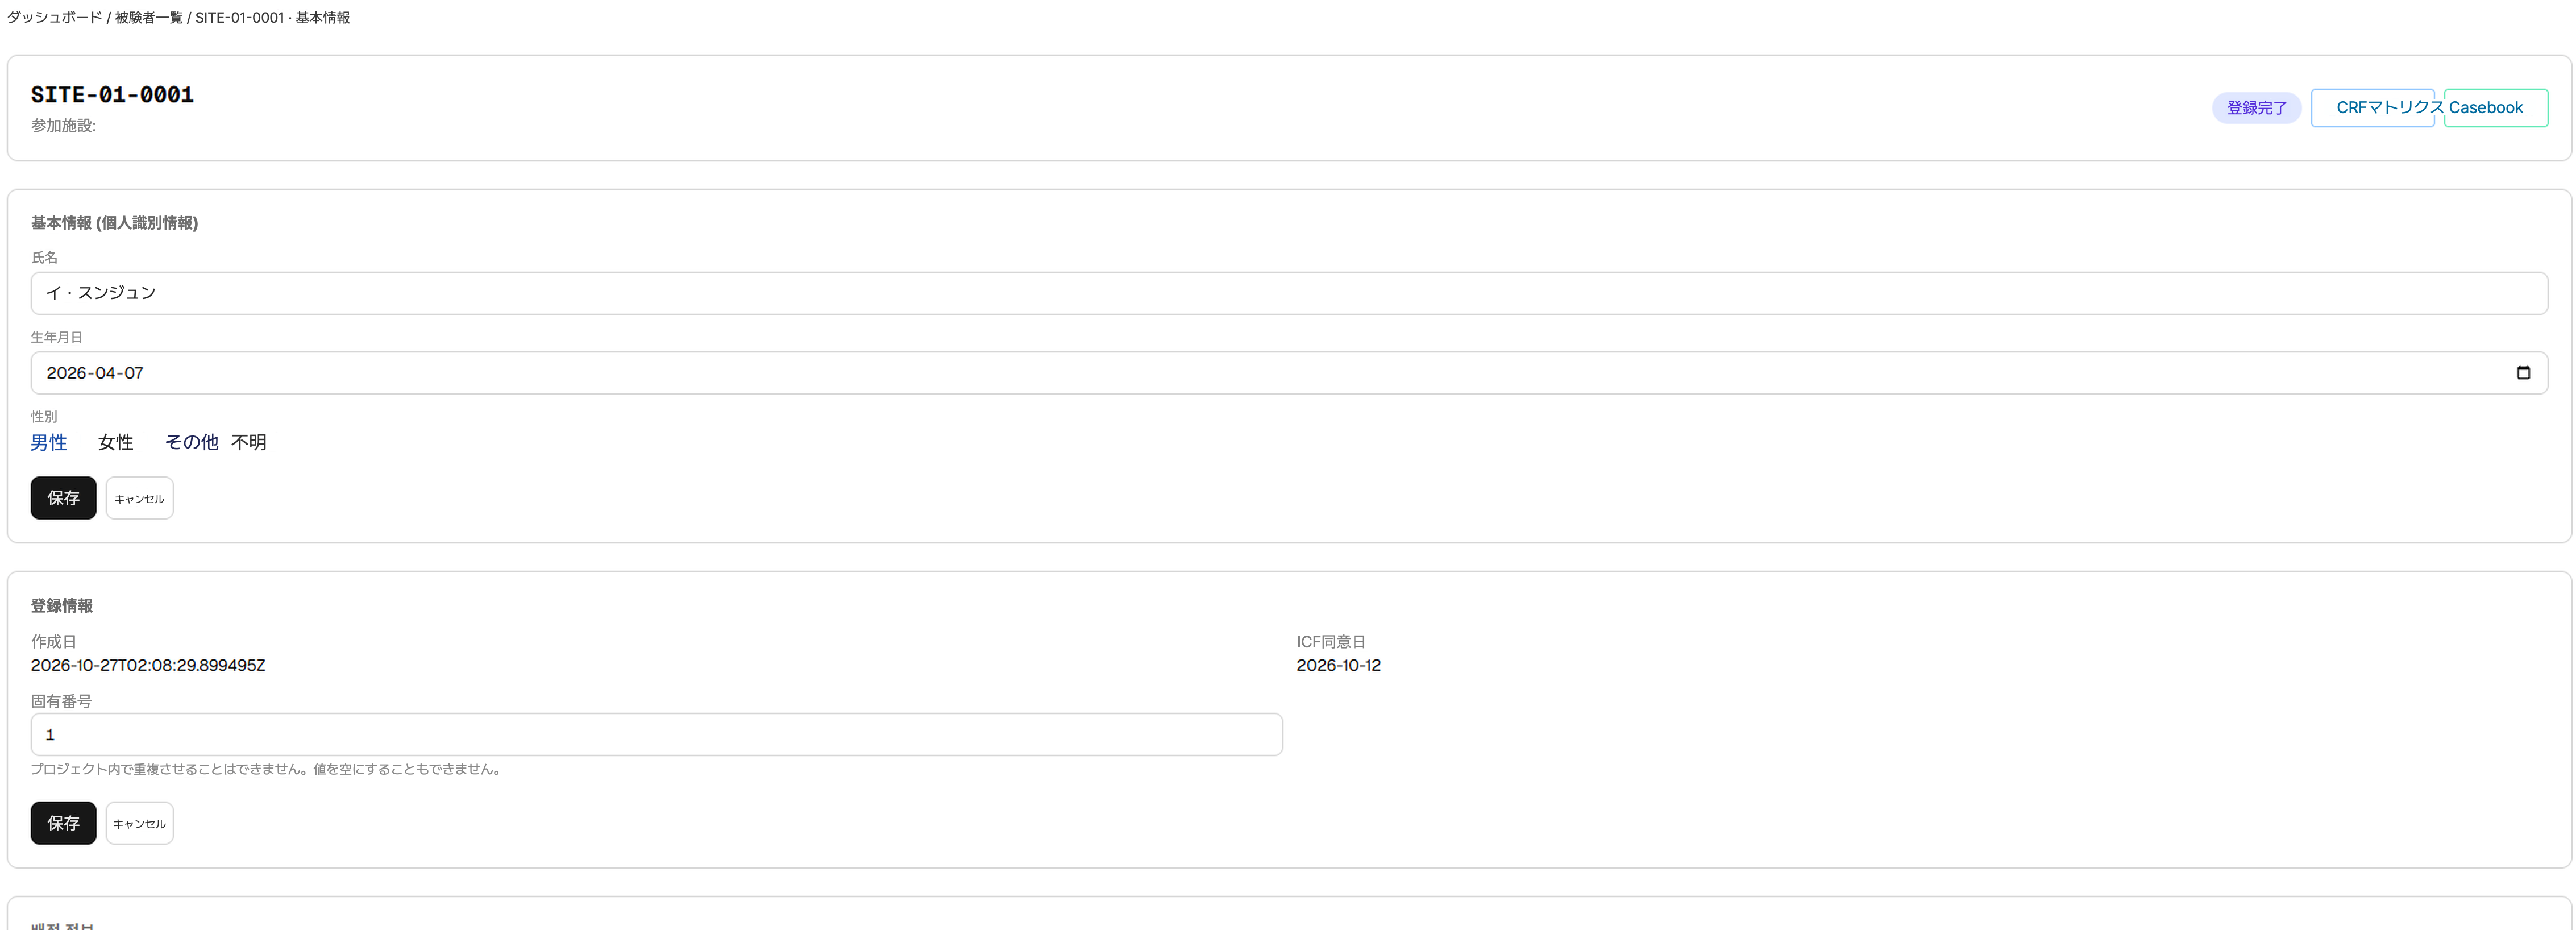 ダッシュボード / 被験者一覧 / SITE-01-0001 · 基本情報
SITE-01-0001
参加施設:
登録完了 CRFマトリクス Casebook
基本情報 (個人識別情報)
氏名
イ・スンジュン
生年月日
2026-04-07
性別
男性 女性 その他 不明
保存 キャンセル
登録情報
作成日 ICF同意日
2026-10-27T02:08:29.899495Z 2026-10-12
固有番号
1
プロジェクト内で重複させることはできません。値を空にすることもできません。
保存 キャンセル